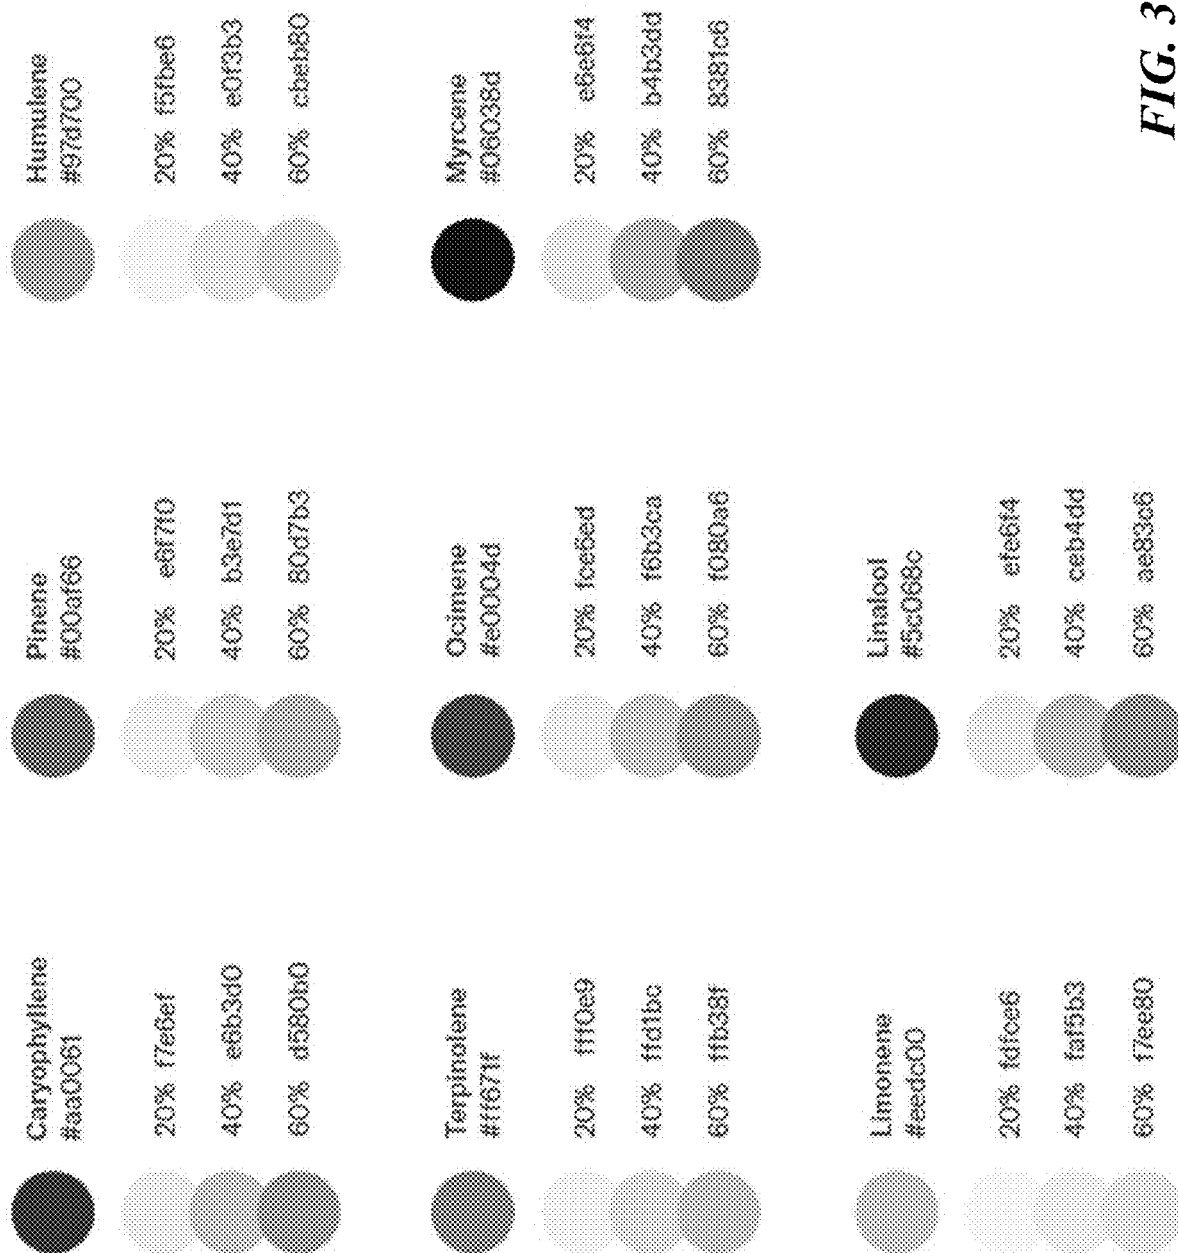 Caryophyllene
#aa0061
20% f7e6ef
40% e6b3d0
60% d580b0
Pinene
#00af66
20% e6f7f0
40% b3e7d1
60% 80d7b3
Humulene
#97d700
20% f5fbe6
40% e0f3b3
60% cbeb80
Terpinolene
#ff671f
20% fff0e9
40% ffd1bc
60% ffb38f
Ocimene
#e0004d
20% fce6ed
40% f6b3ca
60% f080a6
Myrcene
#06038d
20% e6e6f4
40% b4b3dd
60% 8381c6
Limonene
#eedc00
20% fdfce6
40% faf5b3
60% f7ee80
Linalool
#5c068c
20% efe6f4
40% ceb4dd
60% ae83c6
FIG. 3